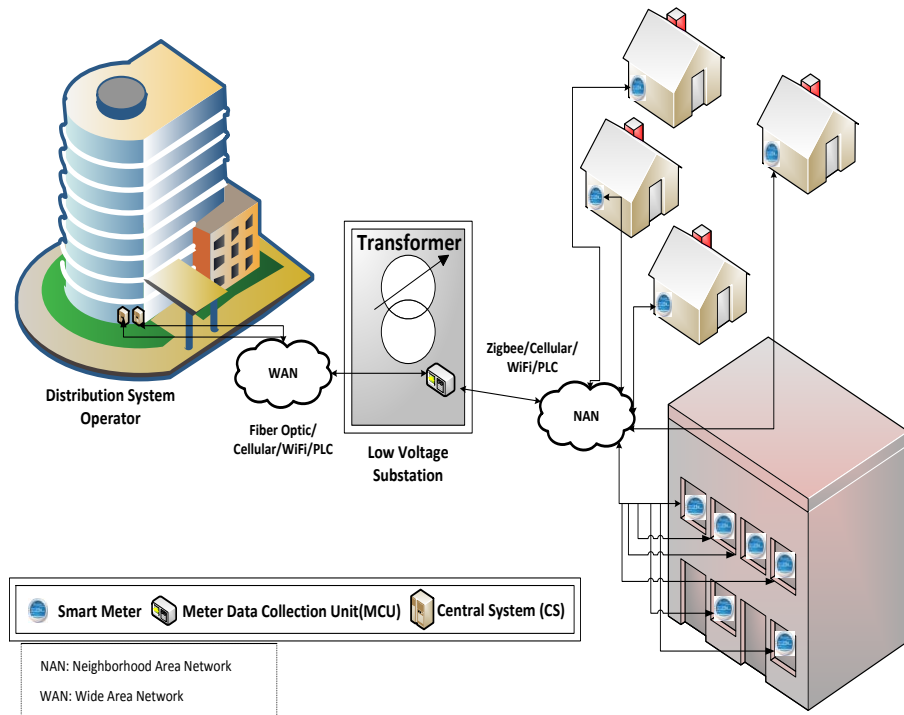 Transformer
Zigbee/Cellular/
WiFi/PLC
WAN
NAN
Distribution System
Operator
Fiber Optic/
Cellular/WiFi/PLC
Low Voltage
Substation
Smart Meter
Meter Data Collection Unit(MCU)
Central System (CS)
NAN: Neighborhood Area Network
WAN: Wide Area Network